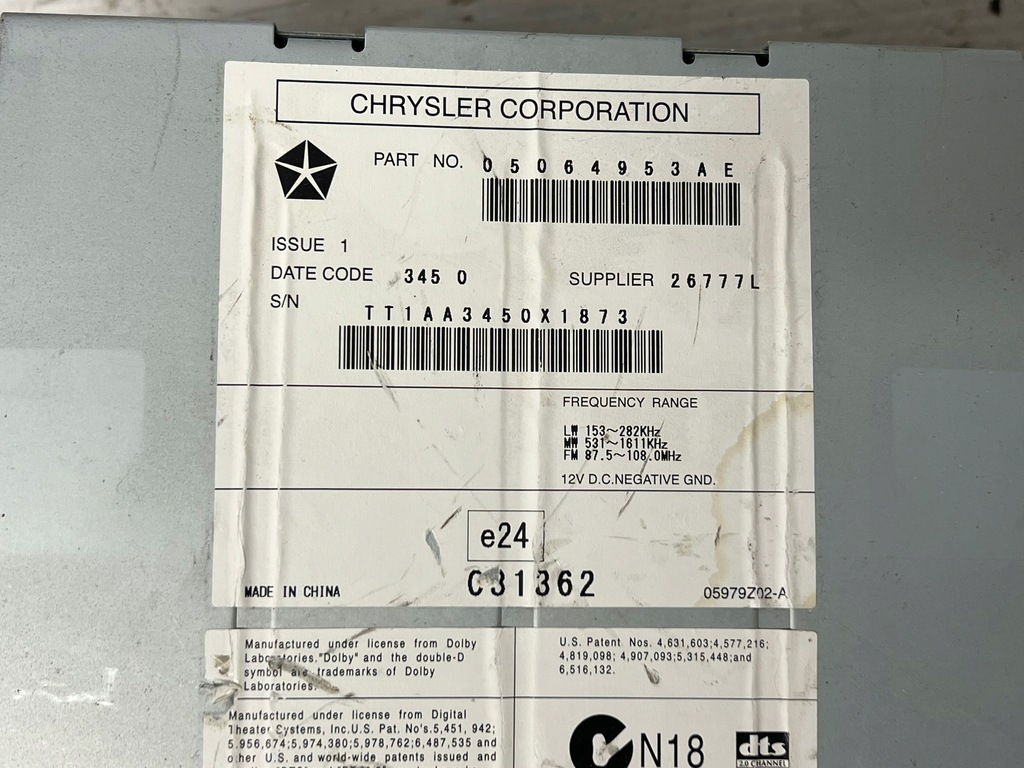 CHRYSLER CORPORATION
PART NO. 05064953AE
ISSUE 1
DATE CODE 345 0 SUPPLIER 26777L
S/N
TT1AA3450X1873
FREQUENCY RANGE
LW 153~282KHz
MW 531~1611KHz
FM 87.5~108.0MHz
12V D.C.NEGATIVE GND.
e24
C31362
MADE IN CHINA 05979Z02-A
Manufactured under license from Dolby
Laboratories."Dolby" and the double-D
symbol are trademarks of Dolby
Laboratories.
U.S. Patent Nos. 4,631,603;4,577,216;
4,819,098; 4,907,093;5,315,448;and
6,516,132.
Manufactured under license from Digital
Theater Systems, Inc.U.S. Pat. No's.5,451, 942;
5,956,674;5,974,380;5,978,762;6,487,535 and
other U.S. and world-wide patents issued and
N18
dts
2.0 CHANNEL